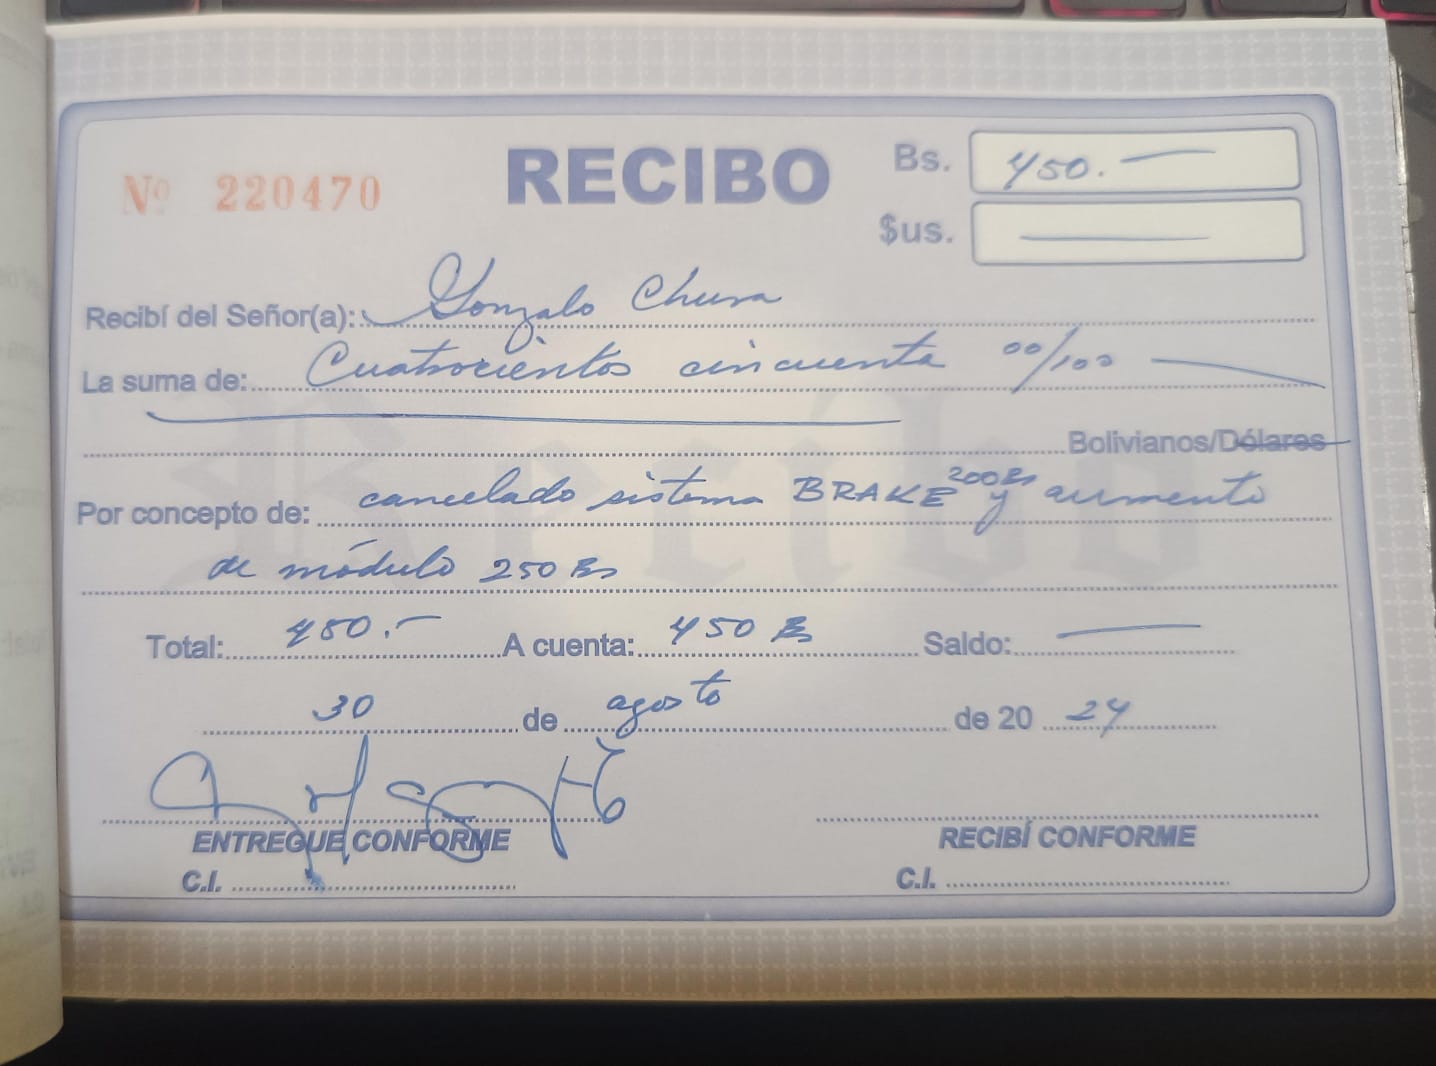 Nº 220470
RECIBO
Bs. 450.
$us.
Recibí del Señor(a): Gonzalo Chura
La suma de: Cuatrocientos cincuenta 00/100
Bolivianos/Dólares
Por concepto de: cancelado sistema BRAKE 200Bs y aumento
de módulo 250 Bs
Total: 450.- A cuenta: 450 Bs Saldo:
30 de agosto de 20 24
ENTREGUE CONFORME RECIBÍ CONFORME
C.I. C.I.